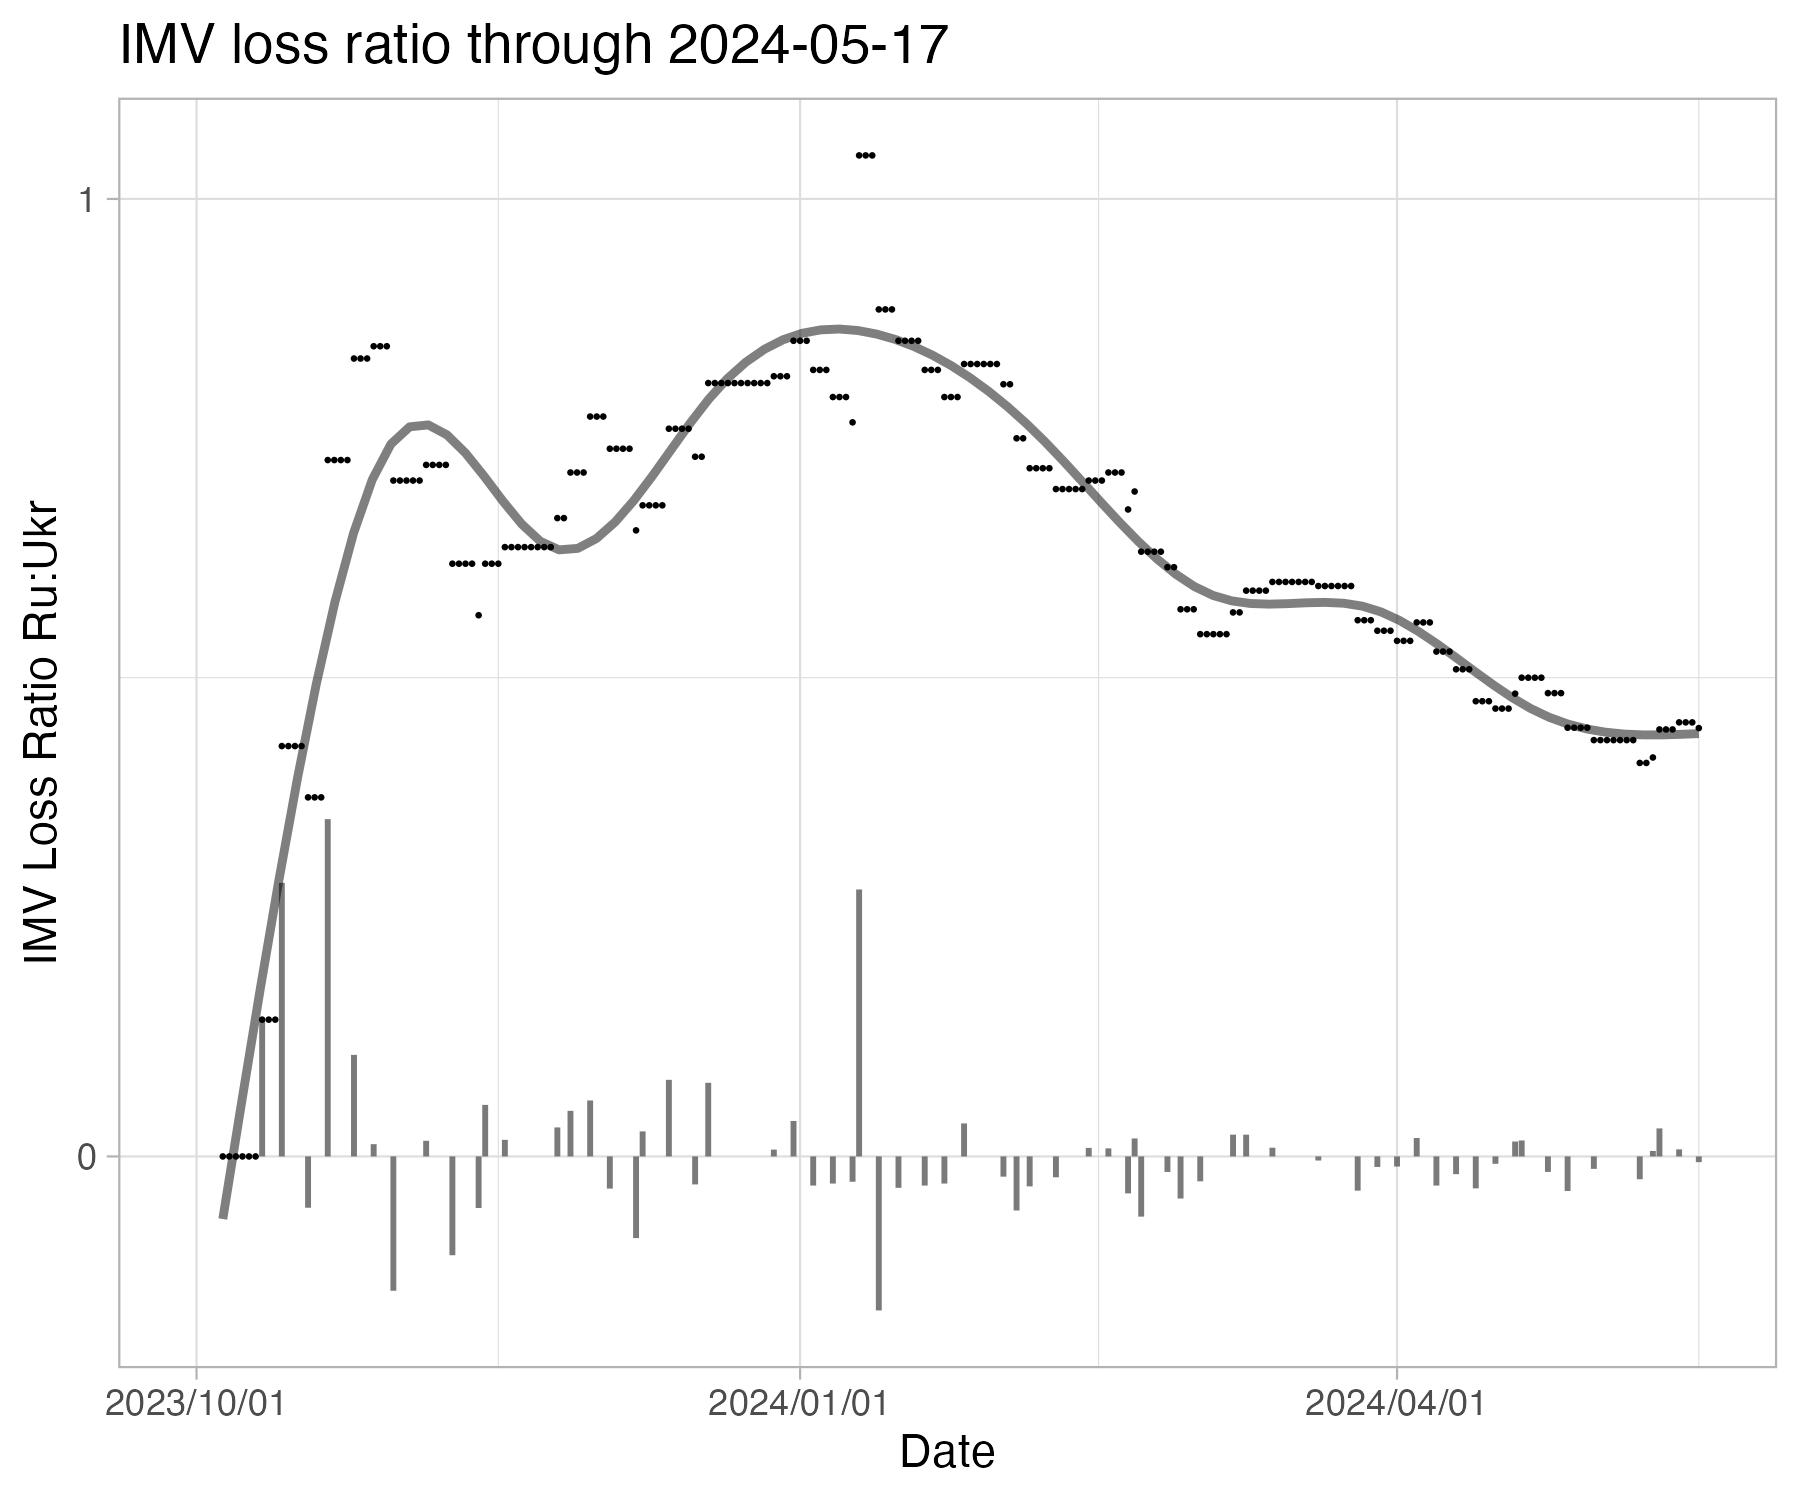 IMV loss ratio through 2024-05-17
IMV Loss Ratio Ru:Ukr
1
0
2023/10/01
2024/01/01
2024/04/01
Date